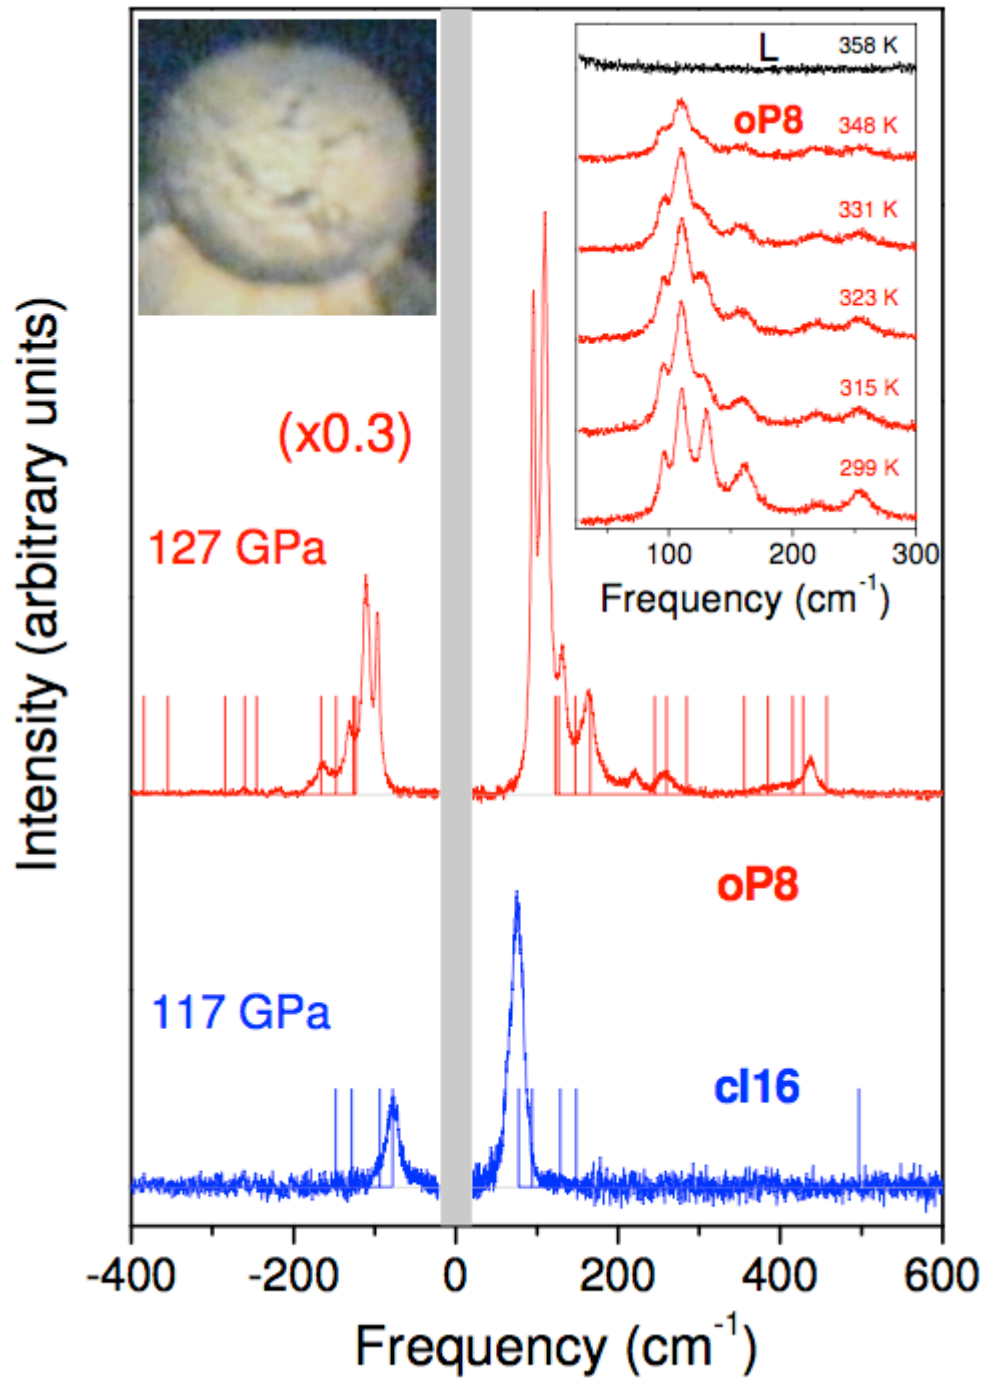 L 358 K
oP8 348 K
331 K
323 K
315 K
299 K
100 200 300
Frequency (cm⁻¹)
(x0.3)
127 GPa
oP8
117 GPa
cI16
-400 -200 0 200 400 600
Frequency (cm⁻¹)
Intensity (arbitrary units)